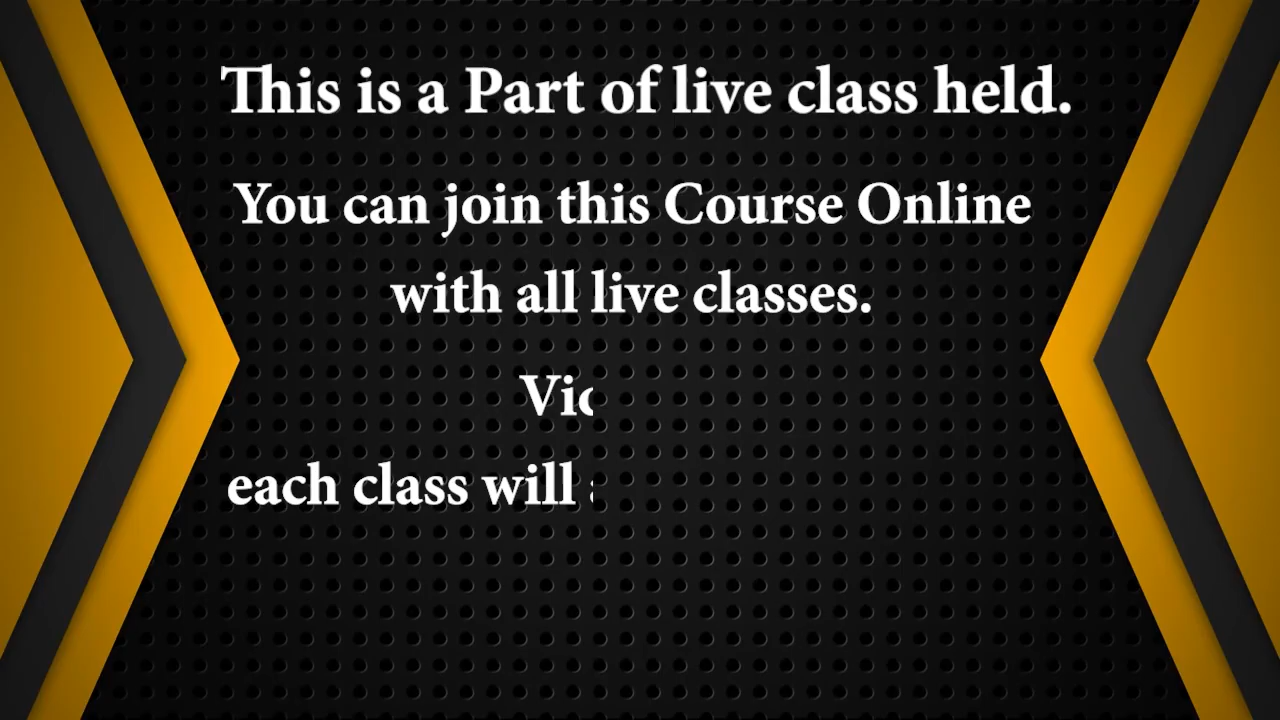 This is a Part of live class held.
You can join this Course Online
with all live classes.
each class will